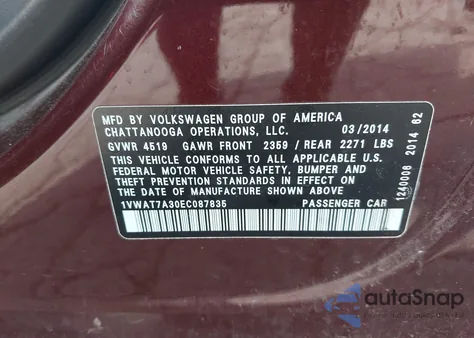 MFD BY VOLKSWAGEN GROUP OF AMERICA
CHATTANOOGA OPERATIONS, LLC. 03/2014
GVWR 4519 GAWR FRONT 2359 / REAR 2271 LBS
THIS VEHICLE CONFORMS TO ALL APPLICABLE U.S.
FEDERAL MOTOR VEHICLE SAFETY, BUMPER AND
THEFT PREVENTION STANDARDS IN EFFECT ON
THE DATE OF MANUFACTURE SHOWN ABOVE
1VWAT7A30EC087835 PASSENGER CAR
1240006 2014 62
autoSnap